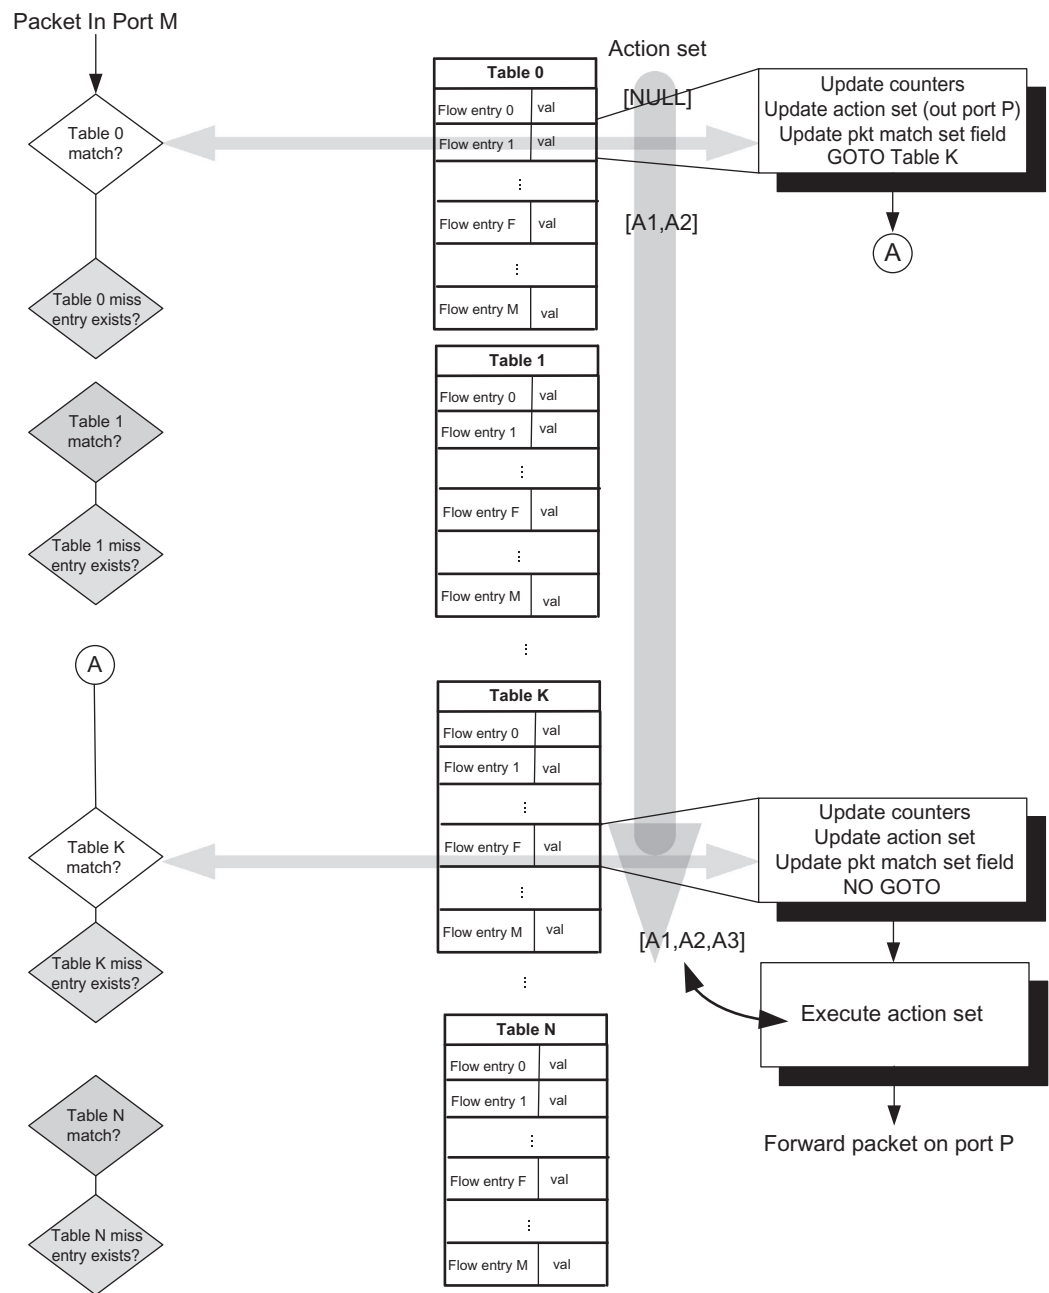 Packet In Port M
Table 0
match?
Table 0 miss
entry exists?
Table 1
match?
Table 1 miss
entry exists?
A
Table K
match?
Table K miss
entry exists?
Table N
match?
Table N miss
entry exists?
Table 0
Flow entry 0 val
Flow entry 1 val
⋮
Flow entry F val
⋮
Flow entry M val
Table 1
Flow entry 0 val
Flow entry 1 val
⋮
Flow entry F val
⋮
Flow entry M val
⋮
Table K
Flow entry 0 val
Flow entry 1 val
⋮
Flow entry F val
⋮
Flow entry M val
⋮
Table N
Flow entry 0 val
Flow entry 1 val
⋮
Flow entry F val
⋮
Flow entry M val
Action set
[NULL]
[A1,A2]
[A1,A2,A3]
Update counters
Update action set (out port P)
Update pkt match set field
GOTO Table K
A
Update counters
Update action set
Update pkt match set field
NO GOTO
Execute action set
Forward packet on port P